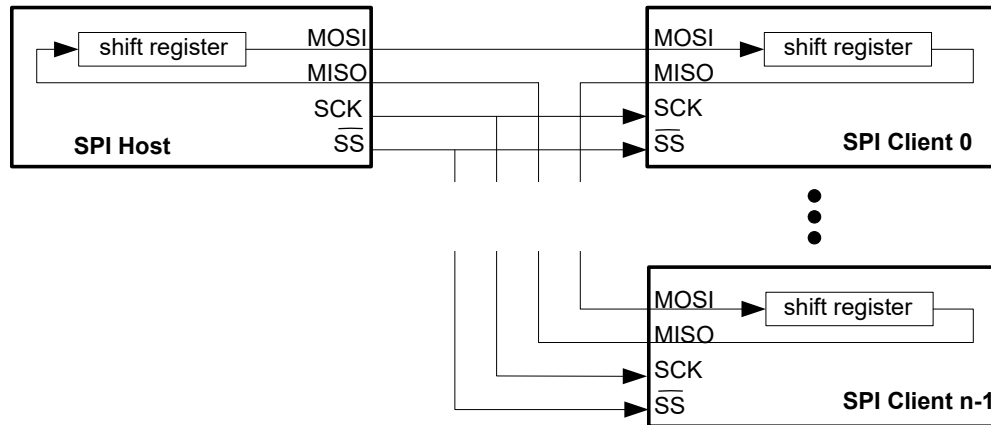 shift register
MOSI
MISO
SCK
SS
SPI Host
MOSI
shift register
MISO
SCK
SS
SPI Client 0
MOSI
shift register
MISO
SCK
SS
SPI Client n-1